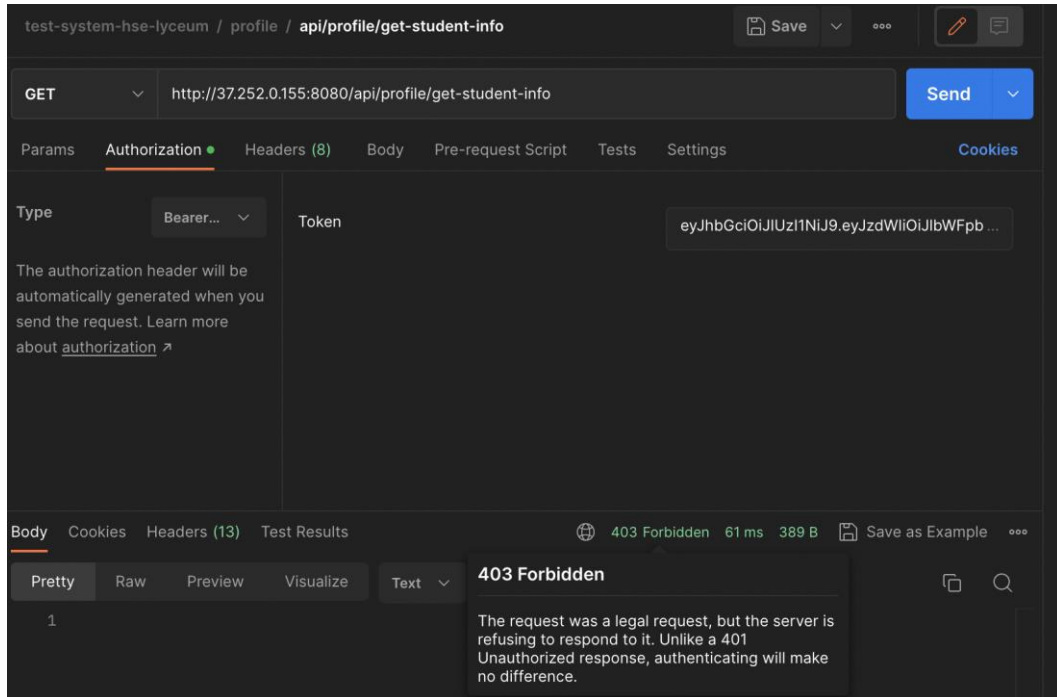 test-system-hse-lyceum / profile / api/profile/get-student-info
Save
GET
http://37.252.0.155:8080/api/profile/get-student-info
Send
Params Authorization Headers (8) Body Pre-request Script Tests Settings Cookies
Type
Bearer...
Token
eyJhbGciOiJIUzI1NiJ9.eyJzdWIiOiJlbWFpb ...
The authorization header will be
automatically generated when you
send the request. Learn more
about authorization ↗
Body Cookies Headers (13) Test Results
403 Forbidden 61 ms 389 B Save as Example
Pretty Raw Preview Visualize Text
1
403 Forbidden
The request was a legal request, but the server is
refusing to respond to it. Unlike a 401
Unauthorized response, authenticating will make
no difference.